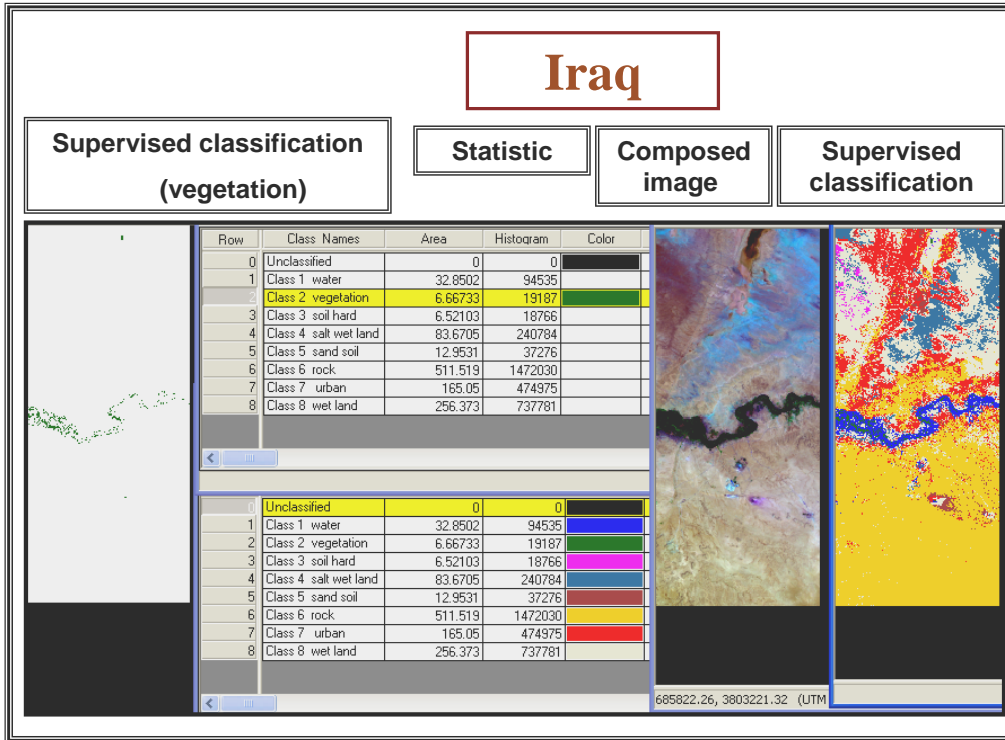 Iraq
Supervised classification
(vegetation)
Statistic
Composed
image
Supervised
classification
Row Class Names Area Histogram Color
0 Unclassified 0 0
1 Class 1 water 32.8502 94535
2 Class 2 vegetation 6.66733 19187
3 Class 3 soil hard 6.52103 18766
4 Class 4 salt wet land 83.6705 240784
5 Class 5 sand soil 12.9531 37276
6 Class 6 rock 511.519 1472030
7 Class 7 urban 165.05 474975
8 Class 8 wet land 256.373 737781
0 Unclassified 0 0
1 Class 1 water 32.8502 94535
2 Class 2 vegetation 6.66733 19187
3 Class 3 soil hard 6.52103 18766
4 Class 4 salt wet land 83.6705 240784
5 Class 5 sand soil 12.9531 37276
6 Class 6 rock 511.519 1472030
7 Class 7 urban 165.05 474975
8 Class 8 wet land 256.373 737781
685822.26, 3803221.32 (UTM